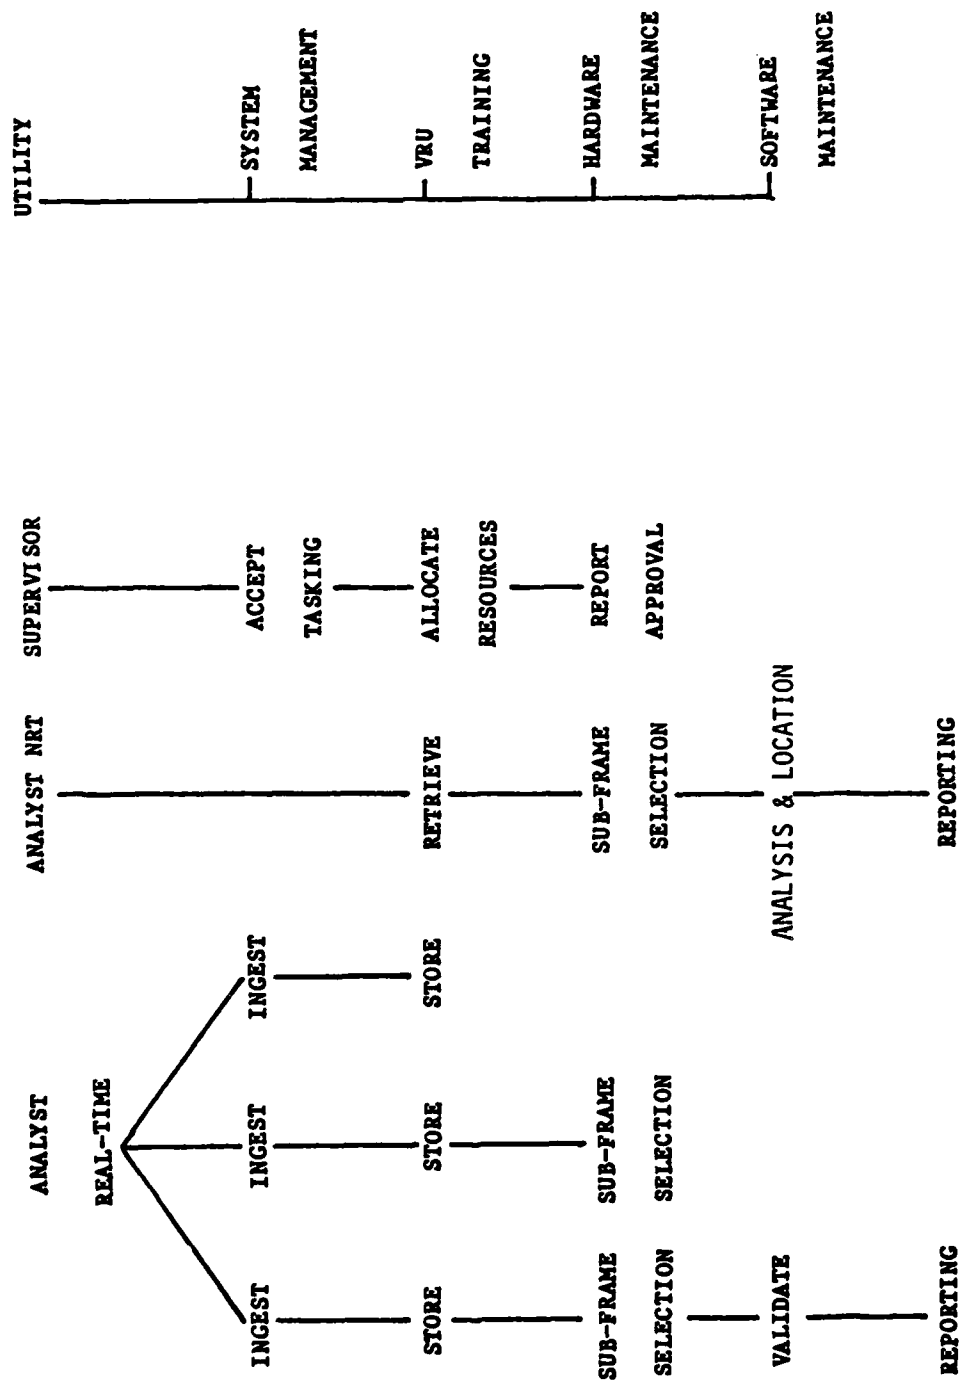 ANALYST
REAL-TIME
INGEST
STORE
SUB-FRAME
SELECTION
VALIDATE
REPORTING
INGEST
STORE
SUB-FRAME
SELECTION
INGEST
STORE
ANALYST NRT
RETRIEVE
SUB-FRAME
SELECTION
ANALYSIS & LOCATION
REPORTING
SUPERVISOR
ACCEPT
TASKING
ALLOCATE
RESOURCES
REPORT
APPROVAL
UTILITY
SYSTEM
MANAGEMENT
VRU
TRAINING
HARDWARE
MAINTENANCE
SOFTWARE
MAINTENANCE